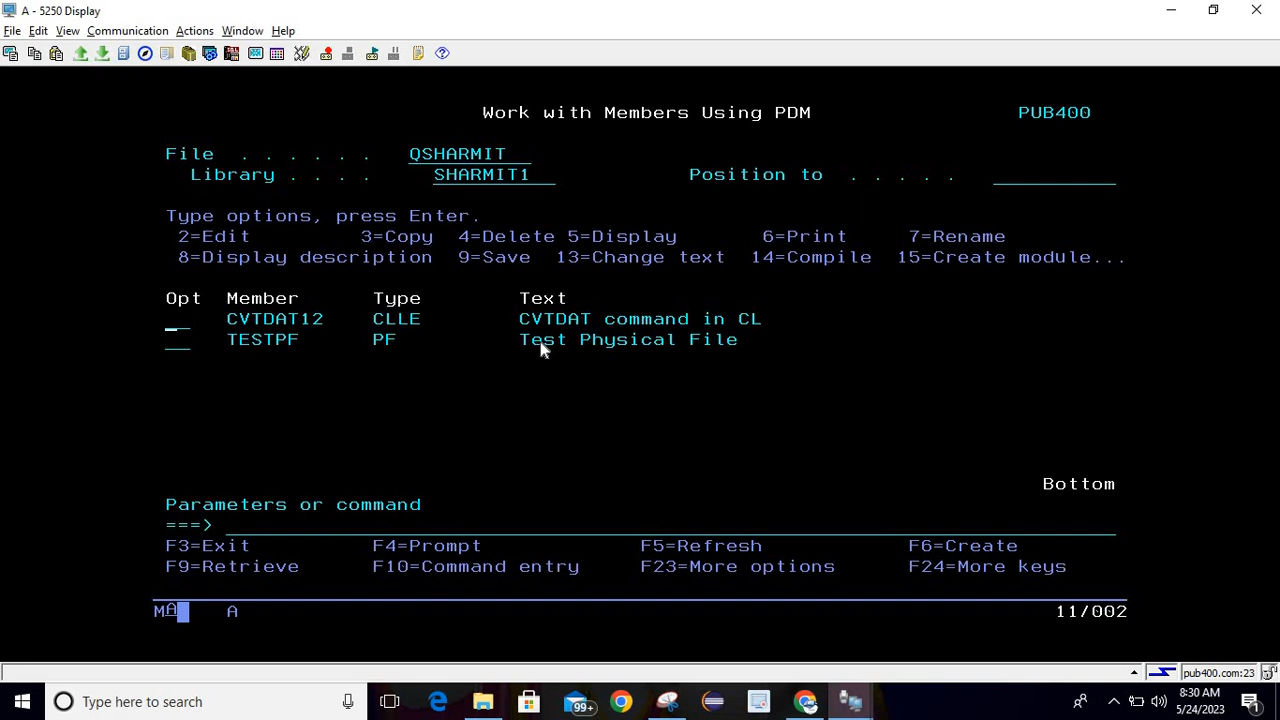 A - 5250 Display
File Edit View Communication Actions Window Help
Work with Members Using PDM PUB400
File . . . . . . QSHARMIT
Library . . . . SHARMIT1 Position to . . . . .
Type options, press Enter.
2=Edit 3=Copy 4=Delete 5=Display 6=Print 7=Rename
8=Display description 9=Save 13=Change text 14=Compile 15=Create module...
Opt Member Type Text
CVTDAT12 CLLE CVTDAT command in CL
TESTPF PF Test Physical File
Bottom
Parameters or command
===>
F3=Exit F4=Prompt F5=Refresh F6=Create
F9=Retrieve F10=Command entry F23=More options F24=More keys
MA A 11/002
pub400.com:23
Type here to search 99+ 8:30 AM
5/24/2023 1